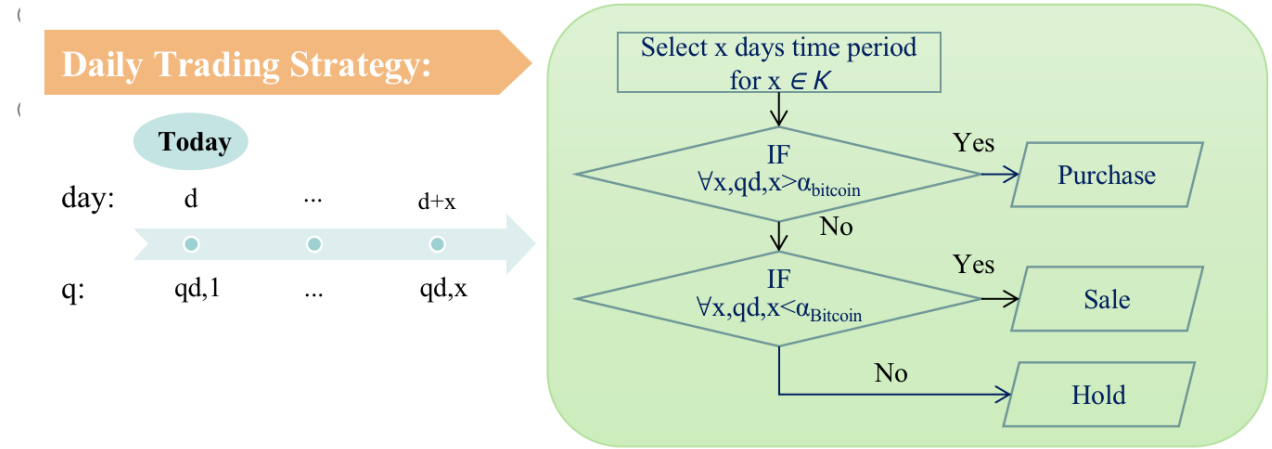 Daily Trading Strategy:
Today
day: d ... d+x
q: qd,1 ... qd,x
Select x days time period
for x ∈ K
IF
∀x,qd,x>αbitcoin
Yes
Purchase
No
IF
∀x,qd,x<αBitcoin
Yes
Sale
No
Hold